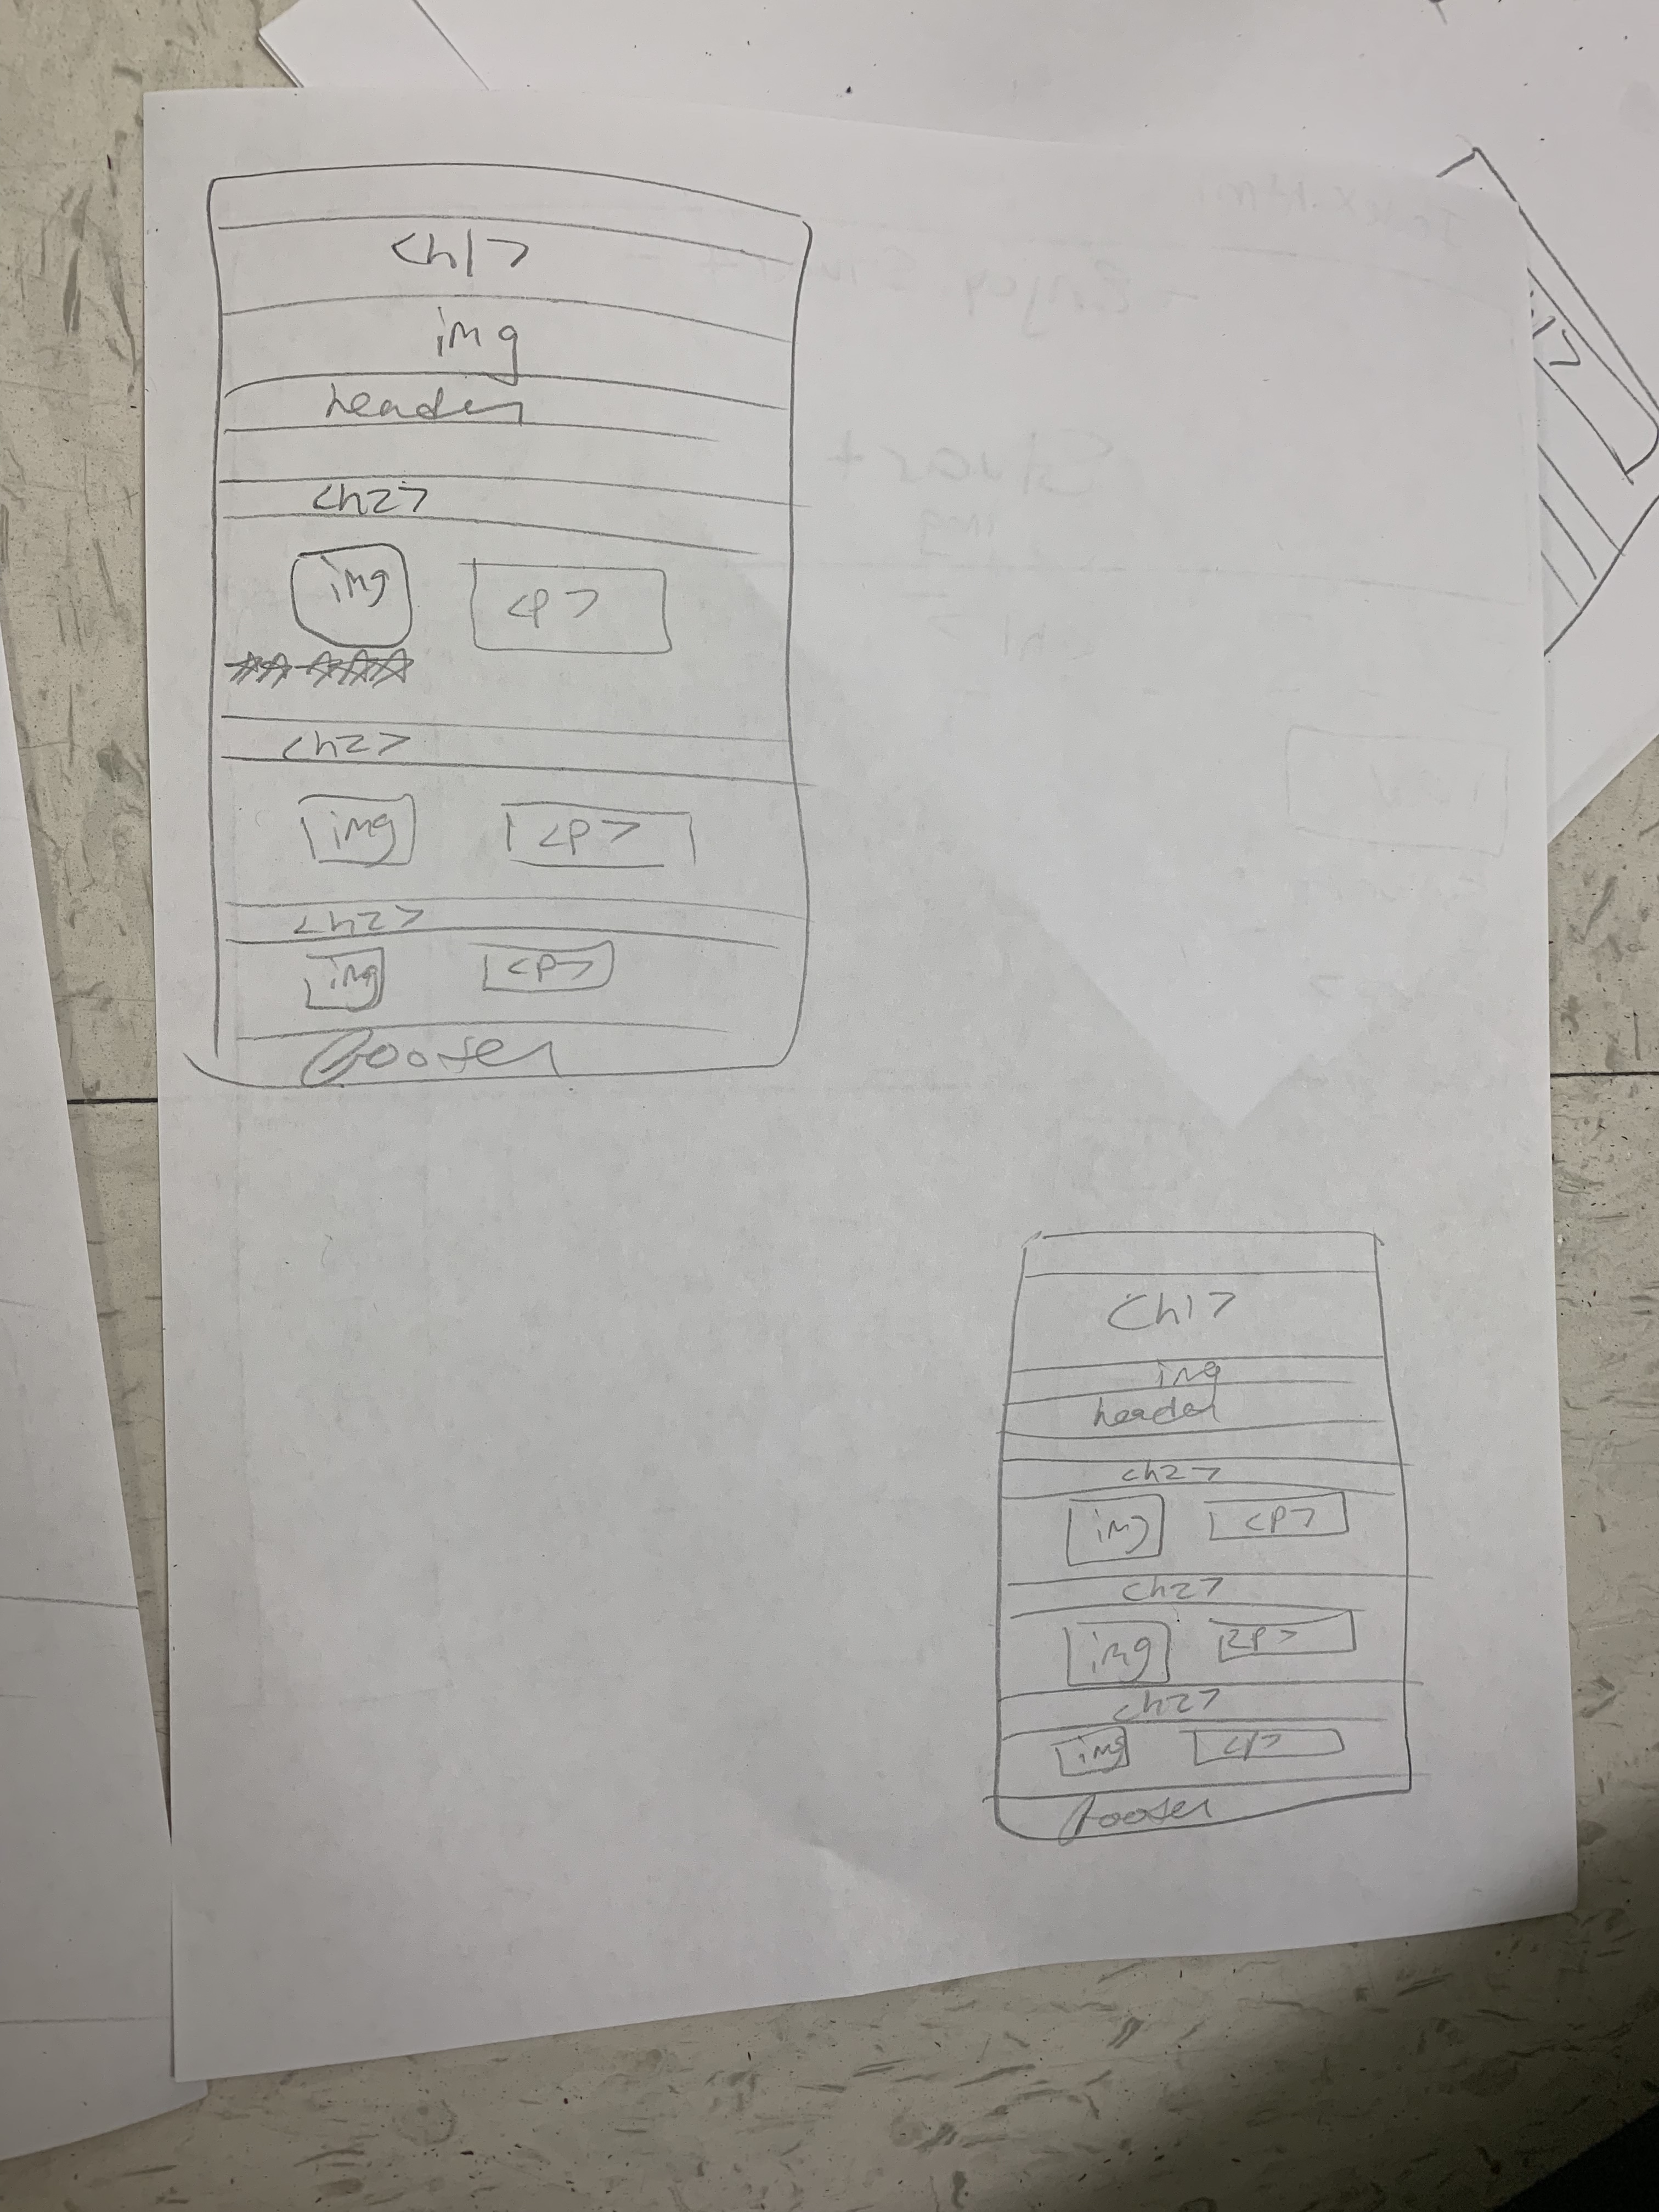 <h1>
img
header
<h2>
img <p>
<h2>
img <p>
<h2>
img <p>
footer
<h1>
img
header
<h2>
img <p>
<h2>
img <p>
<h2>
img <p>
footer